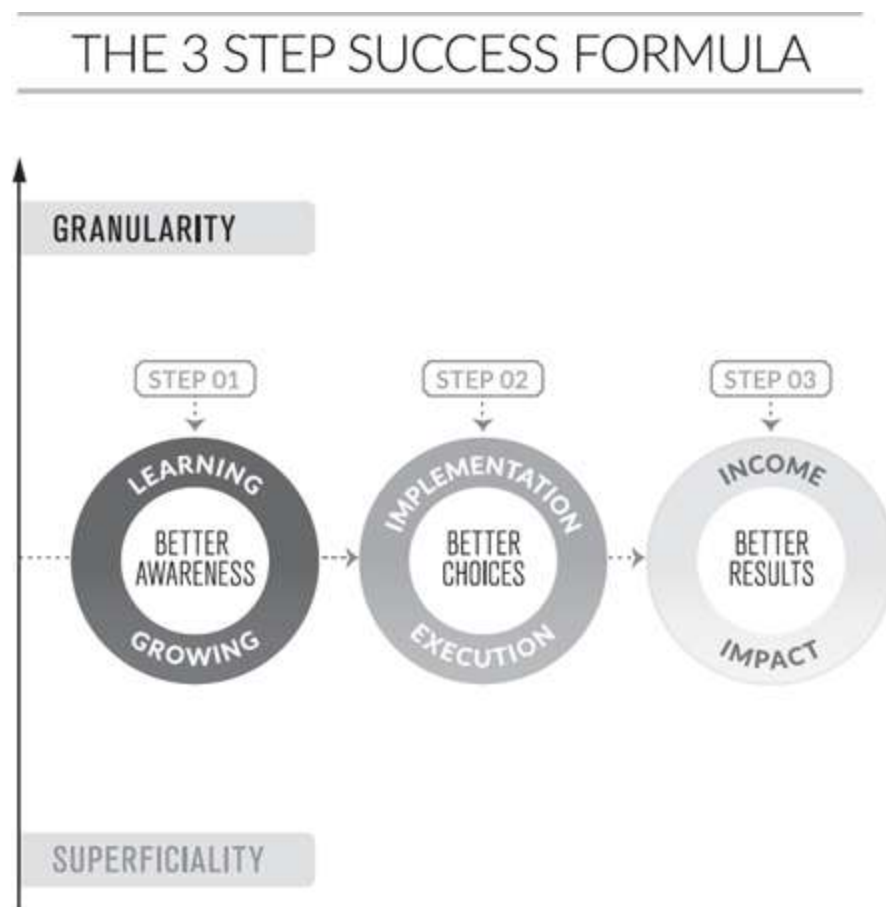 THE 3 STEP SUCCESS FORMULA
GRANULARITY
STEP 01
LEARNING
BETTER
AWARENESS
GROWING
STEP 02
IMPLEMENTATION
BETTER
CHOICES
EXECUTION
STEP 03
INCOME
BETTER
RESULTS
IMPACT
SUPERFICIALITY